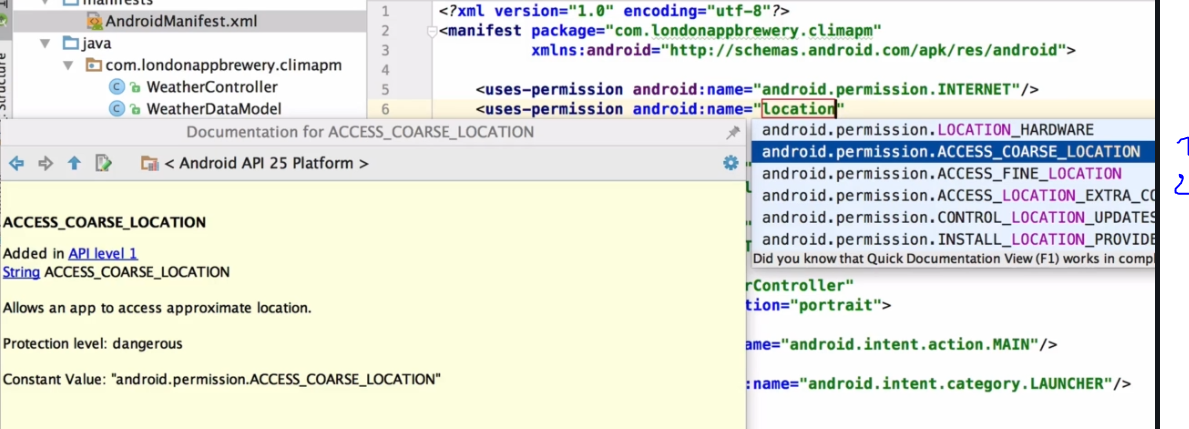 manifests
AndroidManifest.xml
java
com.londonappbrewery.climapm
WeatherController
WeatherDataModel
Structure
1 <?xml version="1.0" encoding="utf-8"?>
2 <manifest package="com.londonappbrewery.climapm"
3 xmlns:android="http://schemas.android.com/apk/res/android">
4
5 <uses-permission android:name="android.permission.INTERNET"/>
6 <uses-permission android:name="location"
Documentation for ACCESS_COARSE_LOCATION
< Android API 25 Platform >
ACCESS_COARSE_LOCATION
Added in API level 1
String ACCESS_COARSE_LOCATION
Allows an app to access approximate location.
Protection level: dangerous
Constant Value: "android.permission.ACCESS_COARSE_LOCATION"
android.permission.LOCATION_HARDWARE
android.permission.ACCESS_COARSE_LOCATION
android.permission.ACCESS_FINE_LOCATION
android.permission.ACCESS_LOCATION_EXTRA_CO
android.permission.CONTROL_LOCATION_UPDATES
android.permission.INSTALL_LOCATION_PROVIDE
Did you know that Quick Documentation View (F1) works in compl
rController"
tion="portrait">
ame="android.intent.action.MAIN"/>
:name="android.intent.category.LAUNCHER"/>